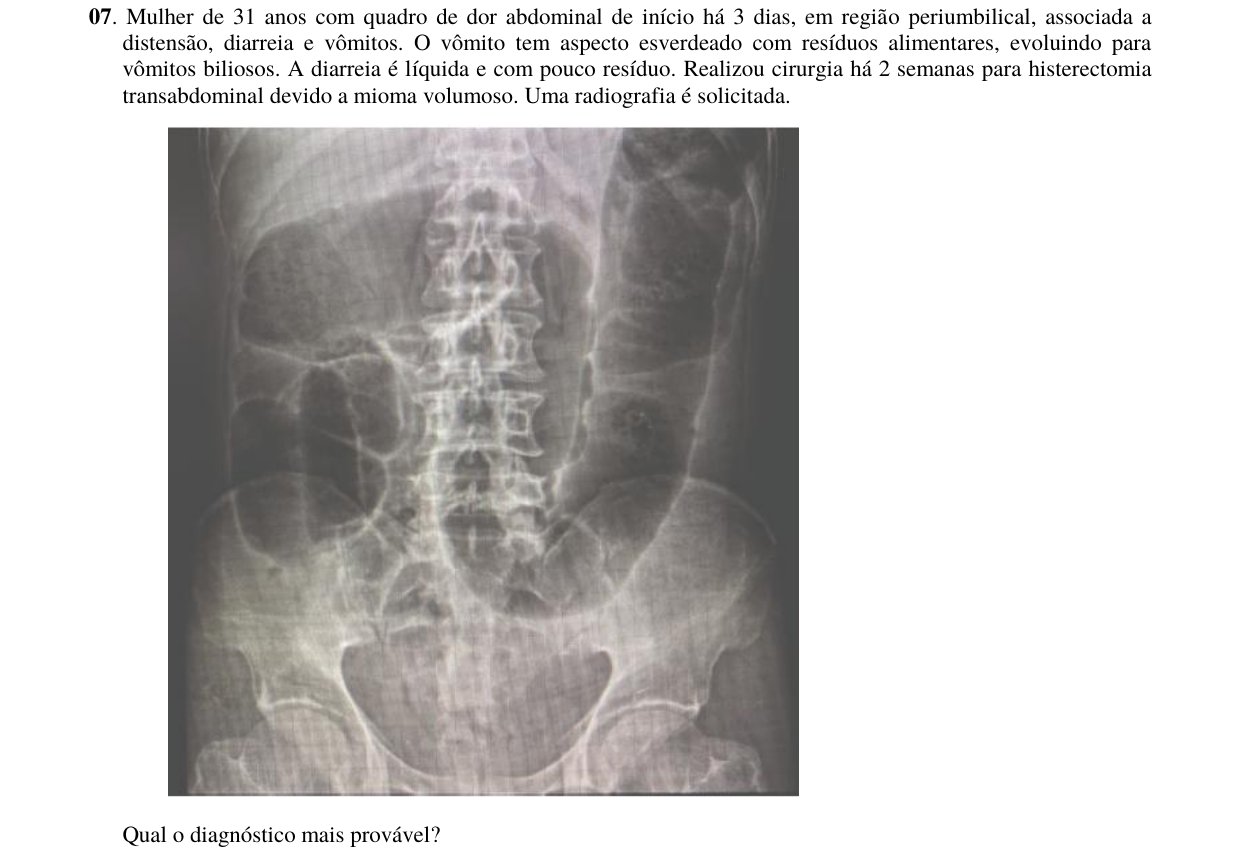 07. Mulher de 31 anos com quadro de dor abdominal de início há 3 dias, em região periumbilical, associada a
distensão, diarreia e vômitos. O vômito tem aspecto esverdeado com resíduos alimentares, evoluindo para
vômitos biliosos. A diarreia é líquida e com pouco resíduo. Realizou cirurgia há 2 semanas para histerectomia
transabdominal devido a mioma volumoso. Uma radiografia é solicitada.
Qual o diagnóstico mais provável?